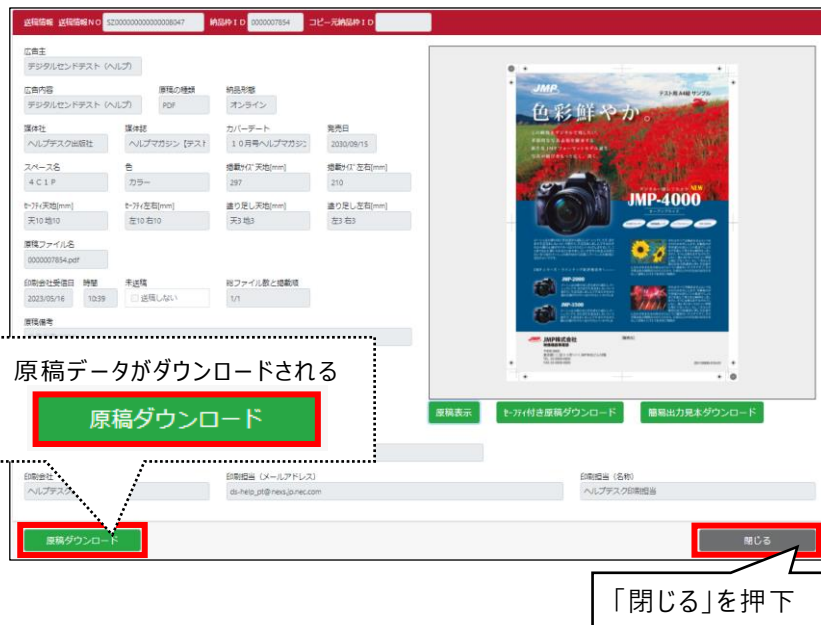 送稿情報 送稿情報NO SZ0000000000000008047 納品枠ID 0000007854 コピー元納品枠ID
広告主
デジタルセンドテスト（ヘルプ）
広告内容 原稿の種類 納品形態
デジタルセンドテスト（ヘルプ） PDF オンライン
媒体社 媒体誌 カバーデート 発売日
ヘルプデスク出版社 ヘルプマガジン【テスト 10月号ヘルプマガジン 2030/09/15
スペース名 色 掲載ｻｲｽﾞ天地[mm] 掲載ｻｲｽﾞ左右[mm]
4C1P カラー 297 210
ｾｰﾌﾃｨ天地[mm] ｾｰﾌﾃｨ左右[mm] 塗り足し天地[mm] 塗り足し左右[mm]
天10 地10 左10 右10 天3 地3 左3 右3
原稿ファイル名
0000007854.pdf
印刷会社受信日 時間 未送稿 総ファイル数と掲載順
2023/05/16 10:39 送稿しない 1/1
原稿備考
JMP
テスト用 A4縦 サンプル
色彩鮮やか。
NEW
JMP-4000
JMP-3000
JMP-2500
JMP JMP株式会社
原稿データがダウンロードされる
原稿ダウンロード
原稿表示 ｾｰﾌﾃｨ付き原稿ダウンロード 簡易出力見本ダウンロード
印刷会社 印刷担当（メールアドレス） 印刷担当（名称）
ヘルプデスク ds-help_pt@nexs.jp.nec.com ヘルプデスク印刷担当
原稿ダウンロード 閉じる
「閉じる」を押下